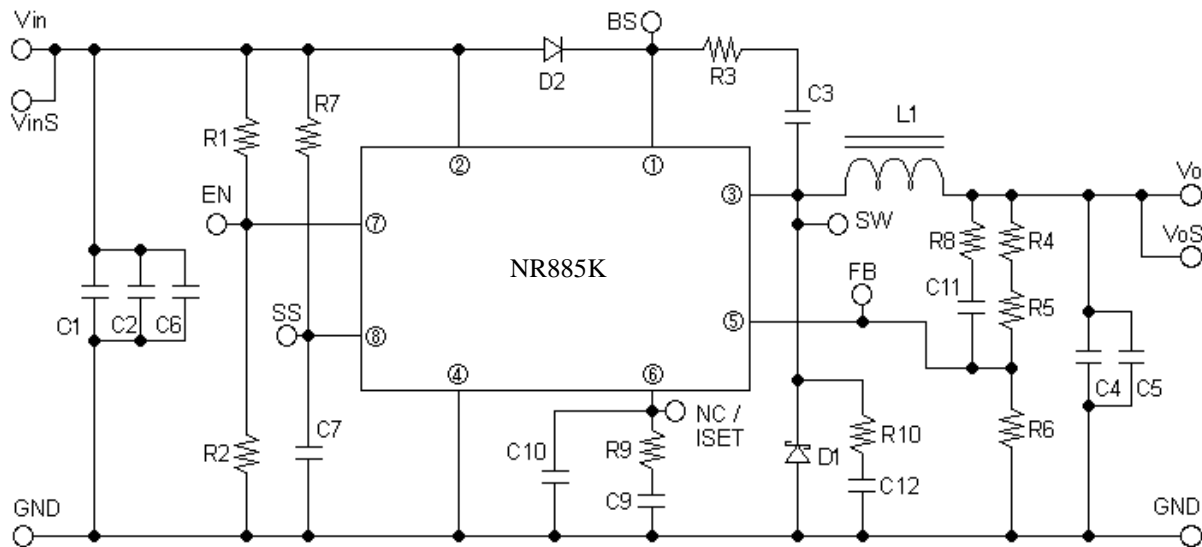 Vin
BS
D2
R3
VinS
R7
C3
L1
R1
②
①
③
Vo
EN
⑦
SW
VoS
R8
R4
NR885K
FB
C11
R5
C1
C2
C6
SS
⑧
⑤
④
⑥
C4
C5
NC /
ISET
R2
C7
C10
R9
D1
R10
R6
C9
C12
GND
GND